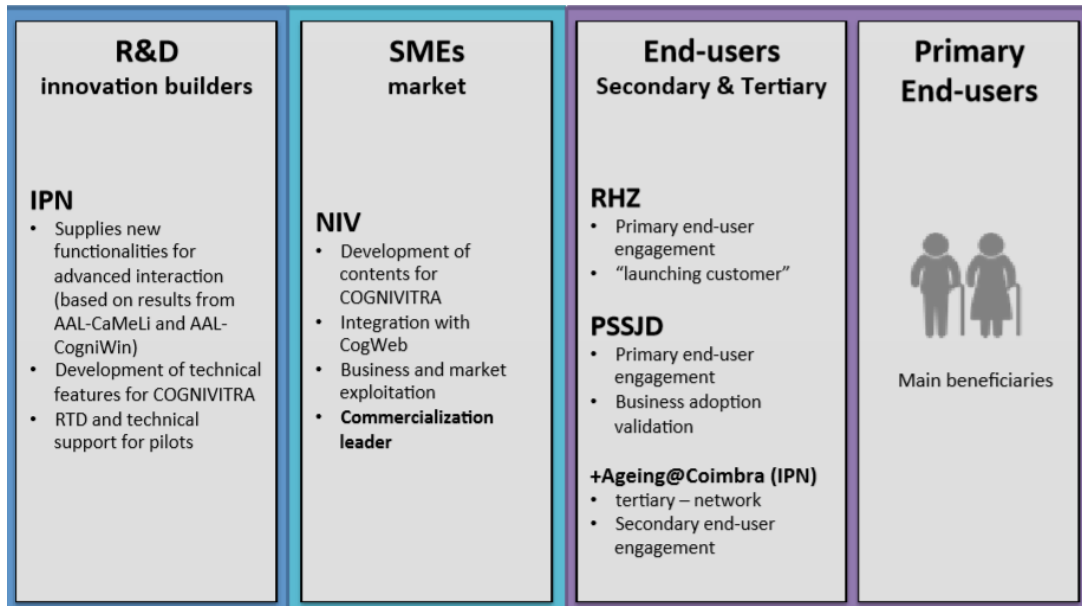 R&D
innovation builders
IPN
• Supplies new
functionalities for
advanced interaction
(based on results from
AAL-CaMeLi and AAL-
CogniWin)
• Development of technical
features for COGNIVITRA
• RTD and technical
support for pilots
SMEs
market
NIV
• Development of
contents for
COGNIVITRA
• Integration with
CogWeb
• Business and market
exploitation
• Commercialization
leader
End-users
Secondary & Tertiary
RHZ
• Primary end-user
engagement
• “launching customer”
PSSJD
• Primary end-user
engagement
• Business adoption
validation
+Ageing@Coimbra (IPN)
• tertiary – network
• Secondary end-user
engagement
Primary
End-users
Main beneficiaries